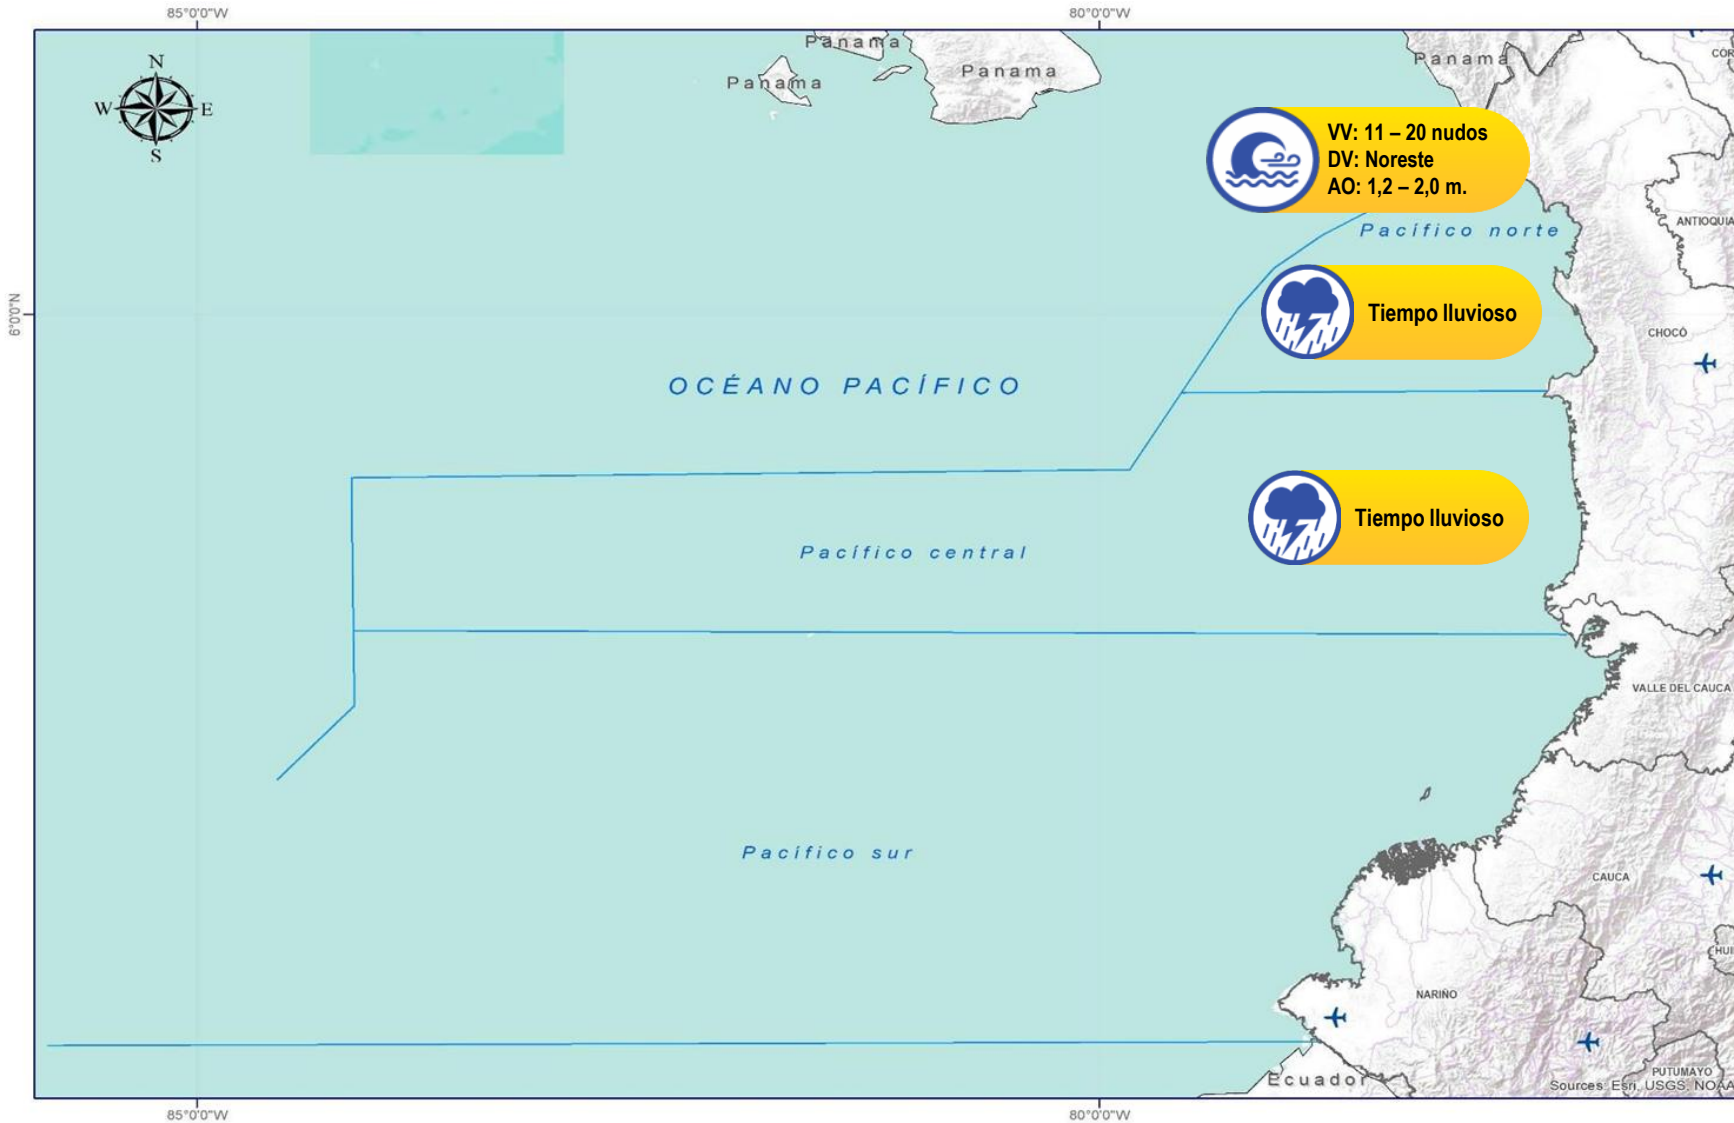 85°0'0"W
80°0'0"W
N
W
E
S
Panama
Panama
Panama
Panama
VV: 11 – 20 nudos
DV: Noreste
AO: 1,2 – 2,0 m.
ANTIOQUIA
Pacífico norte
6°0'0"N
Tiempo lluvioso
CHOCÓ
OCÉANO PACÍFICO
Tiempo lluvioso
Pacífico central
VALLE DEL CAUCA
Pacífico sur
CAUCA
HUI
NARIÑO
PUTUMAYO
Ecuador
Sources: Esri, USGS, NOAA
85°0'0"W
80°0'0"W